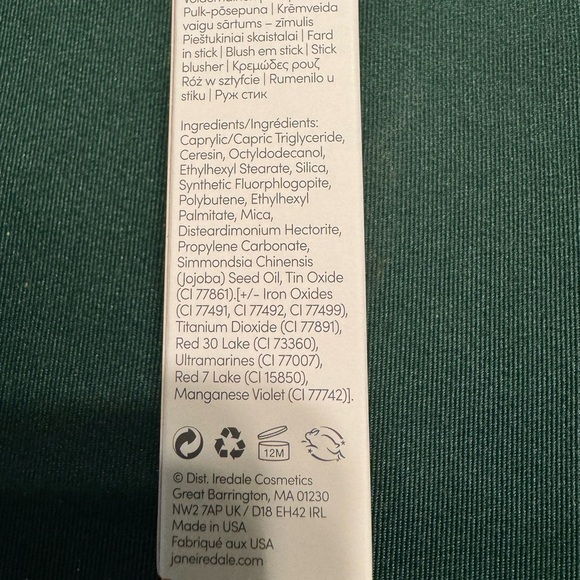 Pulk-põsepuna | Krēmveida
vaigu sārtums – zīmulis
Pieštukiniai skaistalai | Fard
in stick | Blush em stick | Stick
blusher | Κρεμώδες ρουζ
Róż w sztyfcie | Rumenilo u
stiku | Руж стик
Ingredients/Ingrédients:
Caprylic/Capric Triglyceride,
Ceresin, Octyldodecanol,
Ethylhexyl Stearate, Silica,
Synthetic Fluorphlogopite,
Polybutene, Ethylhexyl
Palmitate, Mica,
Disteardimonium Hectorite,
Propylene Carbonate,
Simmondsia Chinensis
(Jojoba) Seed Oil, Tin Oxide
(CI 77861).[+/- Iron Oxides
(CI 77491, CI 77492, CI 77499),
Titanium Dioxide (CI 77891),
Red 30 Lake (CI 73360),
Ultramarines (CI 77007),
Red 7 Lake (CI 15850),
Manganese Violet (CI 77742)].
12M
© Dist. Iredale Cosmetics
Great Barrington, MA 01230
NW2 7AP UK / D18 EH42 IRL
Made in USA
Fabriqué aux USA
janeiredale.com